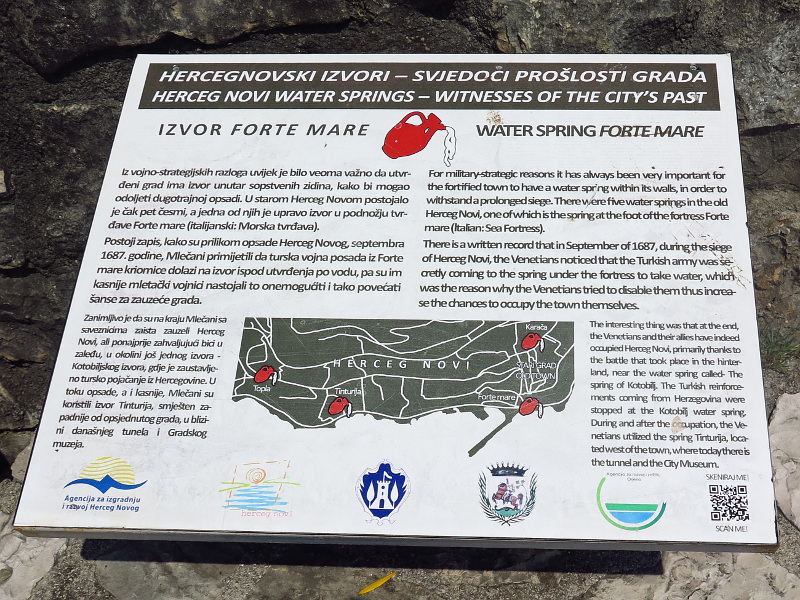 HERCEGNOVSKI IZVORI – SVJEDOCI PROŠLOSTI GRADA
HERCEG NOVI WATER SPRINGS – WITNESSES OF THE CITY'S PAST
IZVOR FORTE MARE
Iz vojno-strategijskih razloga uvijek je bilo veoma važno da utvr-
đeni grad ima izvor unutar sopstvenih zidina, kako bi mogao
odoljeti dugotrajnoj opsadi. U starom Herceg Novom postojalo
je čak pet česmi, a jedna od njih je upravo izvor u podnožju tvr-
đave Forte mare (italijanski: Morska tvrđava).
Postoji zapis, kako su prilikom opsade Herceg Novog, septembra
1687. godine, Mlečani primijetili da turska vojna posada iz Forte
mare kriomice dolazi na izvor ispod utvrđenja po vodu, pa su im
kasnije mletački vojnici nastojali to onemogućiti i tako povećati
šanse za zauzeće grada.
Zanimljivo je da su na kraju Mlečani sa
saveznicima zaista zauzeli Herceg
Novi, ali ponajprije zahvaljujući bici u
zaleđu, u okolini još jednog izvora -
Kotobiljskog izvora, gdje je zaustavlje-
no tursko pojačanje iz Hercegovine. U
toku opsade, a i kasnije, Mlečani su
koristili izvor Tinturija, smješten za-
padnije od opsjednutog grada, u blizi-
ni današnjeg tunela i Gradskog
muzeja.
WATER SPRING FORTE MARE
For military-strategic reasons it has always been very important for
the fortified town to have a water spring within its walls, in order to
withstand a prolonged siege. There were five water springs in the old
Herceg Novi, one of which is the spring at the foot of the fortress Forte
mare (Italian: Sea Fortress).
There is a written record that in September of 1687, during the siege
of Herceg Novi, the Venetians noticed that the Turkish army was se-
cretly coming to the spring under the fortress to take water, which
was the reason why the Venetians tried to disable them thus increa-
se the chances to occupy the town themselves.
The interesting thing was that at the end,
the Venetians and their allies have indeed
occupied Herceg Novi, primarily thanks to
the battle that took place in the hinter-
land, near the water spring called- The
spring of Kotobilj. The Turkish reinforce-
ments coming from Herzegovina were
stopped at the Kotobilj water spring.
During and after the occupation, the Ve-
netians utilized the spring Tinturija, loca-
ted west of the town, where today there is
the tunnel and the City Museum.
HERCEG NOVI
Karača
STARI GRAD
OLD TOWN
Topla
Tinturija
Forte mare
Agencija za izgradnju
i razvoj Herceg Novog
herceg novi
SKENIRAJ ME!
SCAN ME!